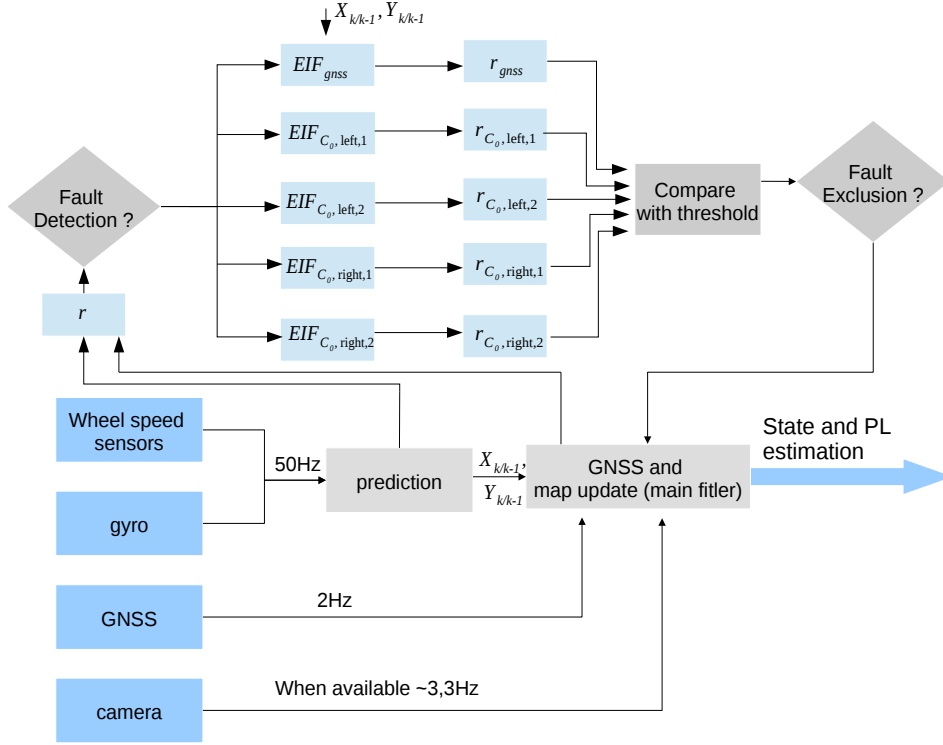 X k/k-1 , Y k/k-1
EIF gnss
r gnss
EIF C₀, left,1
r C₀, left,1
Fault
Detection ?
EIF C₀, left,2
r C₀, left,2
Compare
with threshold
Fault
Exclusion ?
EIF C₀, right,1
r C₀, right,1
r
EIF C₀, right,2
r C₀, right,2
Wheel speed
sensors
50Hz
prediction
X k/k-1 ,
Y k/k-1
GNSS and
map update (main fitler)
State and PL
estimation
gyro
GNSS
2Hz
camera
When available ~3,3Hz